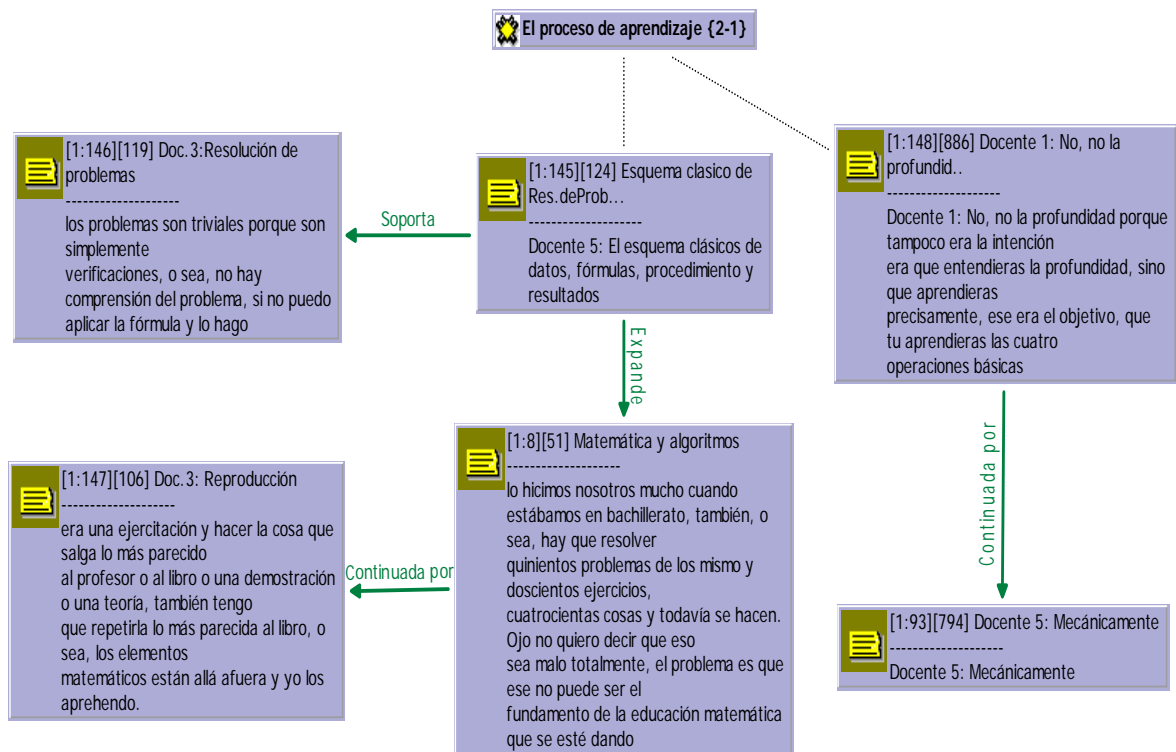 El proceso de aprendizaje {2-1}
[1:146][119] Doc.3:Resolución de
problemas
--------------------
los problemas son triviales porque son
simplemente
verificaciones, o sea, no hay
comprensión del problema, si no puedo
aplicar la fórmula y lo hago
Soporta
[1:145][124] Esquema clasico de
Res.deProb...
--------------------
Docente 5: El esquema clásicos de
datos, fórmulas, procedimiento y
resultados
[1:148][886] Docente 1: No, no la
profundid..
--------------------
Docente 1: No, no la profundidad porque
tampoco era la intención
era que entendieras la profundidad, sino
que aprendieras
precisamente, ese era el objetivo, que
tu aprendieras las cuatro
operaciones básicas
Expande
Continuada por
[1:147][106] Doc.3: Reproducción
--------------------
era una ejercitación y hacer la cosa que
salga lo más parecido
al profesor o al libro o una demostración
o una teoría, también tengo
que repetirla lo más parecida al libro, o
sea, los elementos
matemáticos están allá afuera y yo los
aprehendo.
Continuada por
[1:8][51] Matemática y algoritmos
--------------------
lo hicimos nosotros mucho cuando
estábamos en bachillerato, también, o
sea, hay que resolver
quinientos problemas de los mismo y
doscientos ejercicios,
cuatrocientas cosas y todavía se hacen.
Ojo no quiero decir que eso
sea malo totalmente, el problema es que
ese no puede ser el
fundamento de la educación matemática
que se esté dando
[1:93][794] Docente 5: Mecánicamente
--------------------
Docente 5: Mecánicamente